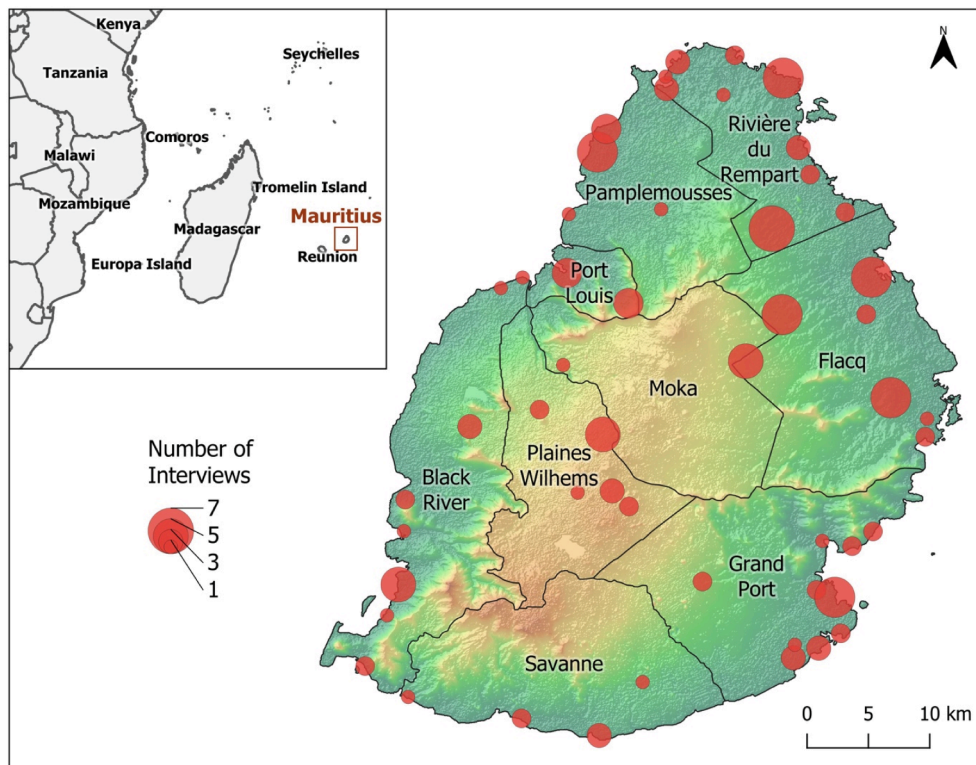 Kenya
Seychelles
Tanzania
Comoros
Malawi
Tromelin Island
Mozambique
Mauritius
Madagascar
Reunion
Europa Island
N
Rivière
du
Rempart
Pamplemousses
Port
Louis
Flacq
Moka
Number of
Interviews
7
5
3
1
Plaines
Wilhems
Black
River
Grand
Port
Savanne
0 5 10 km